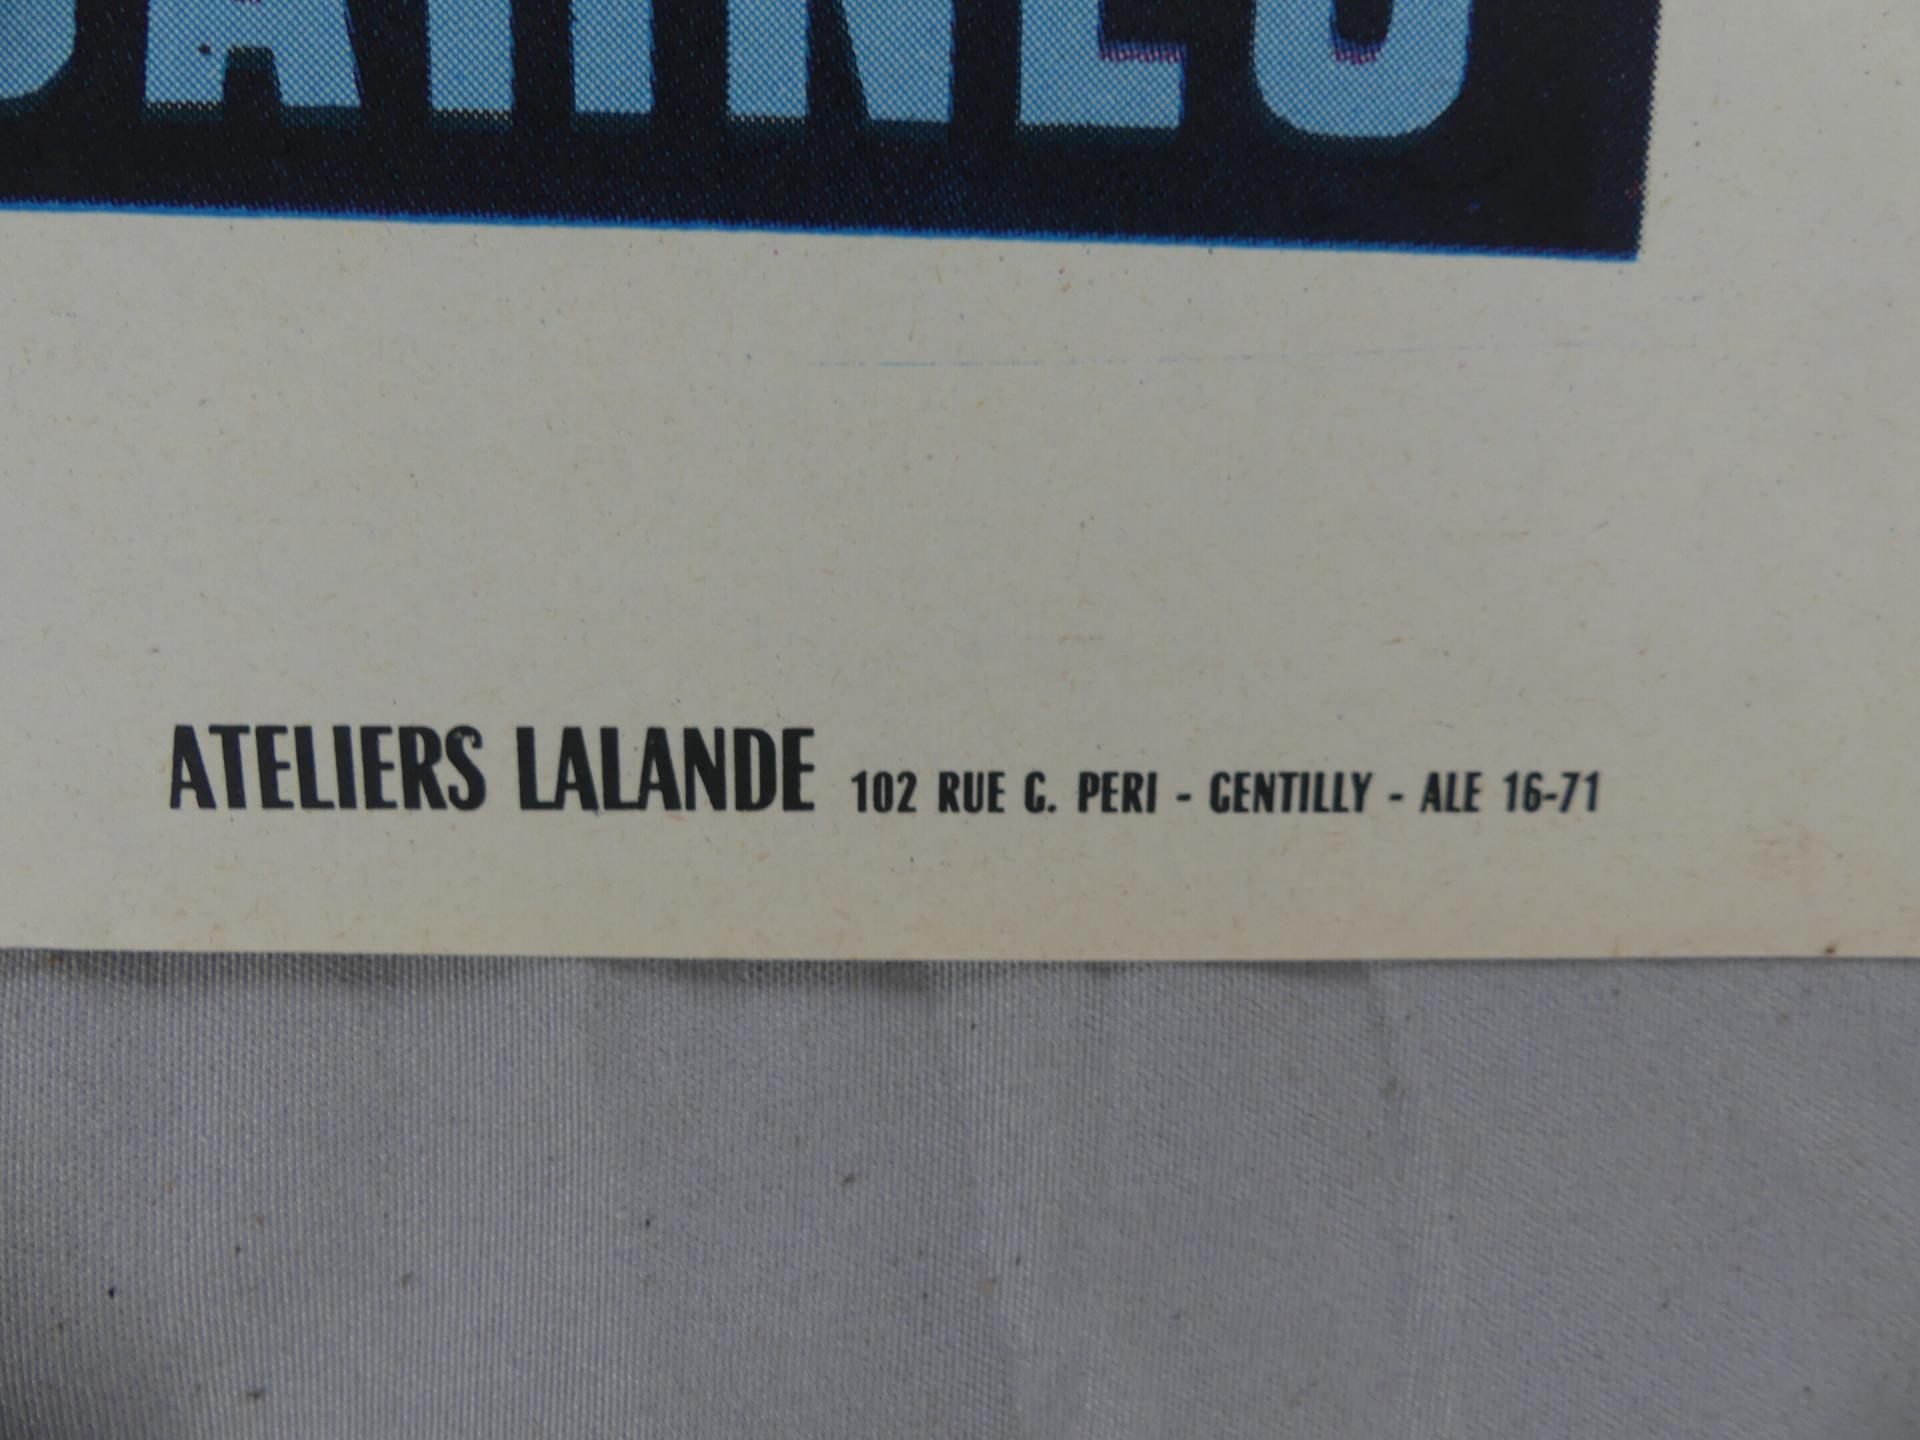 ATELIERS LALANDE 102 RUE G. PERI - GENTILLY - ALE 16-71